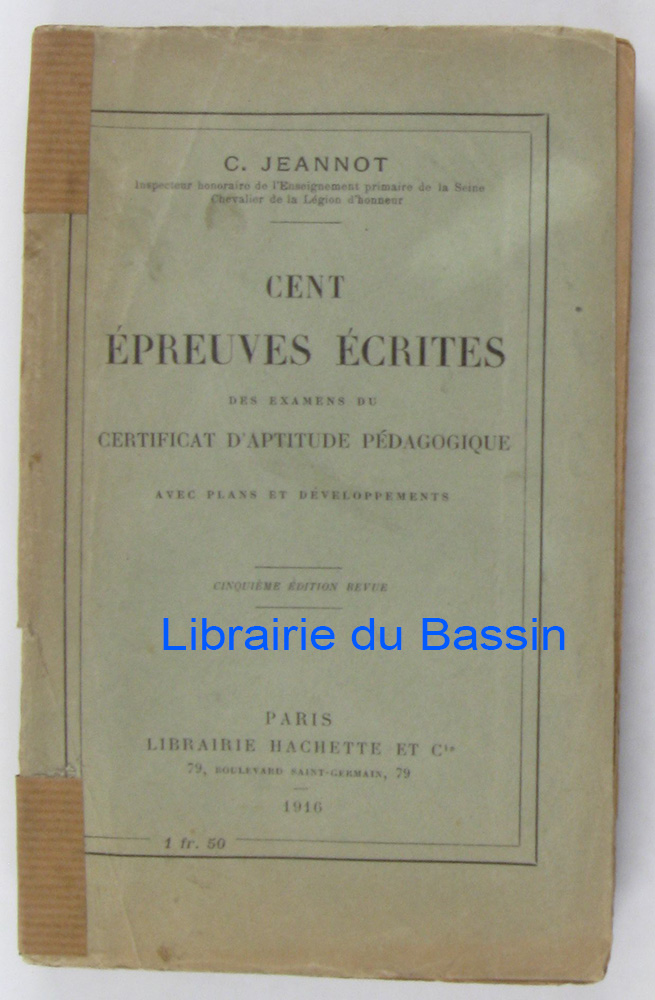 C. JEANNOT
Inspecteur honoraire de l'Enseignement primaire de la Seine
Chevalier de la Légion d'honneur
CENT
ÉPREUVES ÉCRITES
DES EXAMENS DU
CERTIFICAT D'APTITUDE PÉDAGOGIQUE
AVEC PLANS ET DÉVELOPPEMENTS
CINQUIÈME ÉDITION REVUE
Librairie du Bassin
PARIS
LIBRAIRIE HACHETTE ET Cie
79, BOULEVARD SAINT-GERMAIN, 79
1916
1 fr. 50